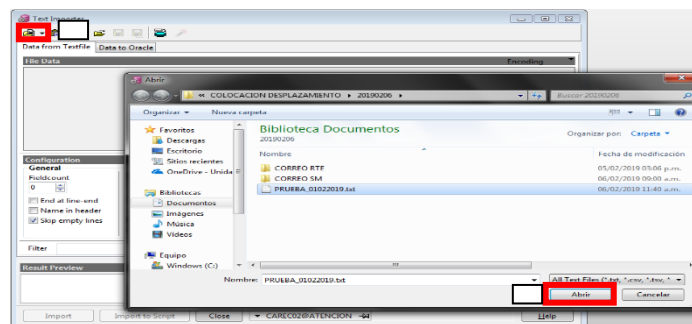 Text Importer
Data from Textfile Data to Oracle
File Data Encoding
Configuration
General
Fieldcount
0
End at line-end
Name in header
Skip empty lines
Filter
Result Preview
Import Import to Script Close CAREC02@ATENCION Help
Abrir
« COLOCACION DESPLAZAMIENTO 20190206 Buscar 20190206
Organizar Nueva carpeta
Favoritos
Descargas
Escritorio
Sitios recientes
OneDrive - Unida
Bibliotecas
Documentos
Imágenes
Música
Videos
Equipo
Windows (C:)
Biblioteca Documentos
20190206
Organizar por: Carpeta
Nombre Fecha de modificación
CORREO RTE 05/02/2019 03:06 p.m.
CORREO SM 06/02/2019 09:00 a.m.
PRUEBA_01022019.txt 06/02/2019 11:40 a.m.
Nombre: PRUEBA_01022019.txt All Text Files (*.txt, *.csv, *.tsv, *
Abrir Cancelar